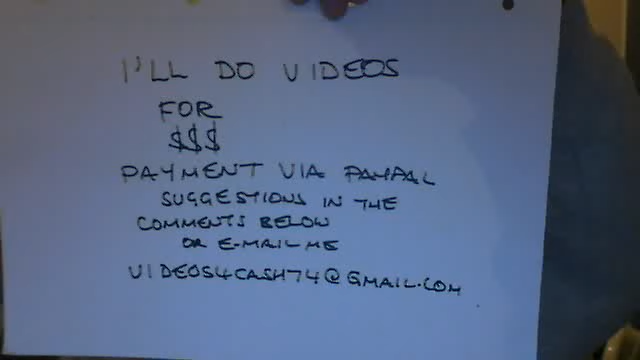 I'LL DO VIDEOS
FOR
$$$
PAYMENT VIA PAYPAL
SUGGESTIONS IN THE
COMMENTS BELOW
OR E-MAIL ME
VIDEOS4CASH74@GMAIL.COM